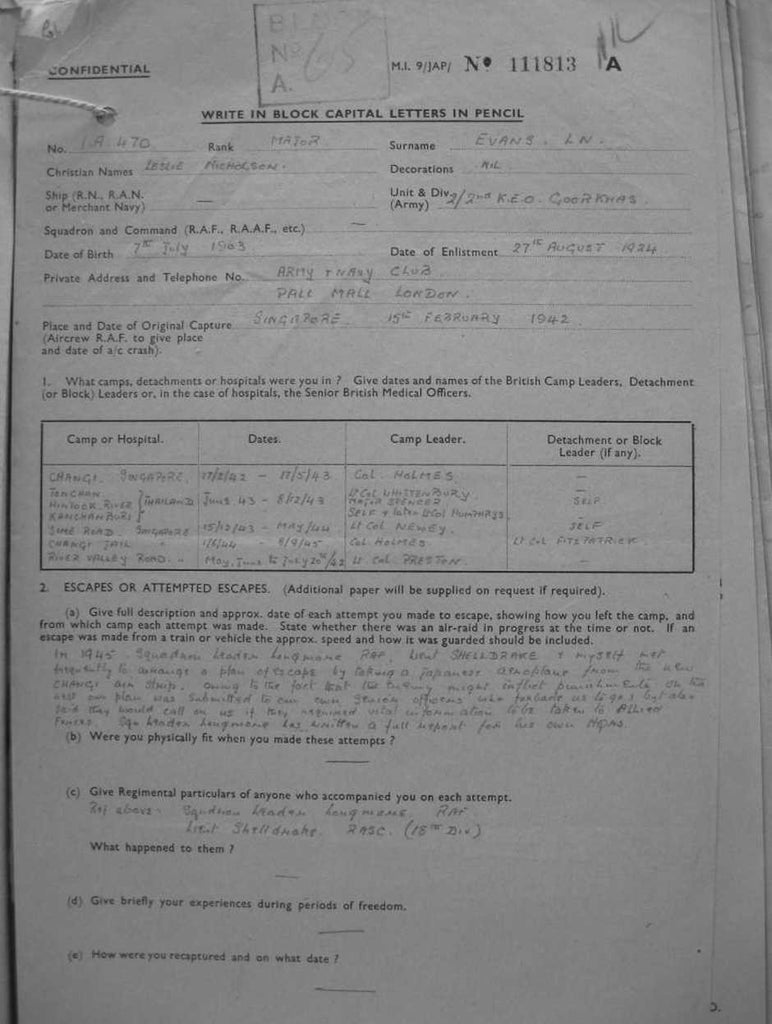 BIN
Nº 65
A.
CONFIDENTIAL
M.I. 9/JAP/ Nº 111813 A
WRITE IN BLOCK CAPITAL LETTERS IN PENCIL
No. I.A. 470 Rank MAJOR Surname EVANS. L.N.
Christian Names LESLIE NICHOLSON. Decorations NIL
Ship (R.N., R.A.N. or Merchant Navy) —
Unit & Div. (Army) 2/2nd K.E.O. GOORKHAS.
Squadron and Command (R.A.F., R.A.A.F., etc.) —
Date of Birth 7TH July 1903 Date of Enlistment 27TH AUGUST 1924
Private Address and Telephone No. ARMY & NAVY CLUB
PALL MALL LONDON.
Place and Date of Original Capture SINGAPORE. 15TH FEBRUARY 1942
(Aircrew R.A.F. to give place
and date of a/c crash).
1. What camps, detachments or hospitals were you in ? Give dates and names of the British Camp Leaders, Detachment
(or Block) Leaders or, in the case of hospitals, the Senior British Medical Officers.
Camp or Hospital. Dates. Camp Leader. Detachment or Block Leader (if any).
CHANGI. SINGAPORE. 17/2/42 – 17/5/43 Col. HOLMES —
TONCHAN Lt Col WHITTENBURY —
HINTOCK RIVER THAILAND June 43 – 8/12/43 MAJOR SPENCER SELF
KANCHANBURI SELF & later Lt Col HUMPHRYS —
SIME ROAD. SINGAPORE 15/12/43 – MAY/44 Lt Col NEWEY. SELF
CHANGI JAIL 1/6/44 – 8/9/45 Col HOLMES. Lt Col FITZPATRICK.
RIVER VALLEY ROAD. " May, June to July 20th/42 Lt Col PRESTON. —
2. ESCAPES OR ATTEMPTED ESCAPES. (Additional paper will be supplied on request if required).
(a) Give full description and approx. date of each attempt you made to escape, showing how you left the camp, and
from which camp each attempt was made. State whether there was an air-raid in progress at the time or not. If an
escape was made from a train or vehicle the approx. speed and how it was guarded should be included.
In 1945 Squadron Leader Longmore RAF, Lieut SHELLDRAKE & myself met
frequently to arrange a plan of escape by taking a Japanese aeroplane from the new
CHANGI air strip. Owing to the fact that the enemy might inflict punishments on the
our plan was submitted to our own Senior officers who forbade us to go, but also
said they would call on us if they required vital information to be taken to Allied
Forces. Sqn Leader Longmore has written a full report for his own HQRS.
(b) Were you physically fit when you made these attempts ?
—
(c) Give Regimental particulars of anyone who accompanied you on each attempt.
Ref above – Squadron Leader Longmore RAF
Lieut Shelldrake. RASC. (18TH Div)
What happened to them ?
—
(d) Give briefly your experiences during periods of freedom.
—
(e) How were you recaptured and on what date ?
—